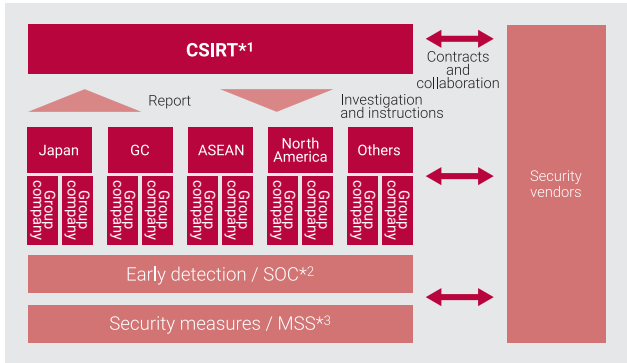 CSIRT*1
Contracts
and
collaboration
Report
Investigation
and instructions
Japan
GC
ASEAN
North
America
Others
Security
vendors
Group
company
Group
company
Group
company
Group
company
Group
company
Group
company
Group
company
Group
company
Group
company
Group
company
Early detection / SOC*2
Security measures / MSS*3